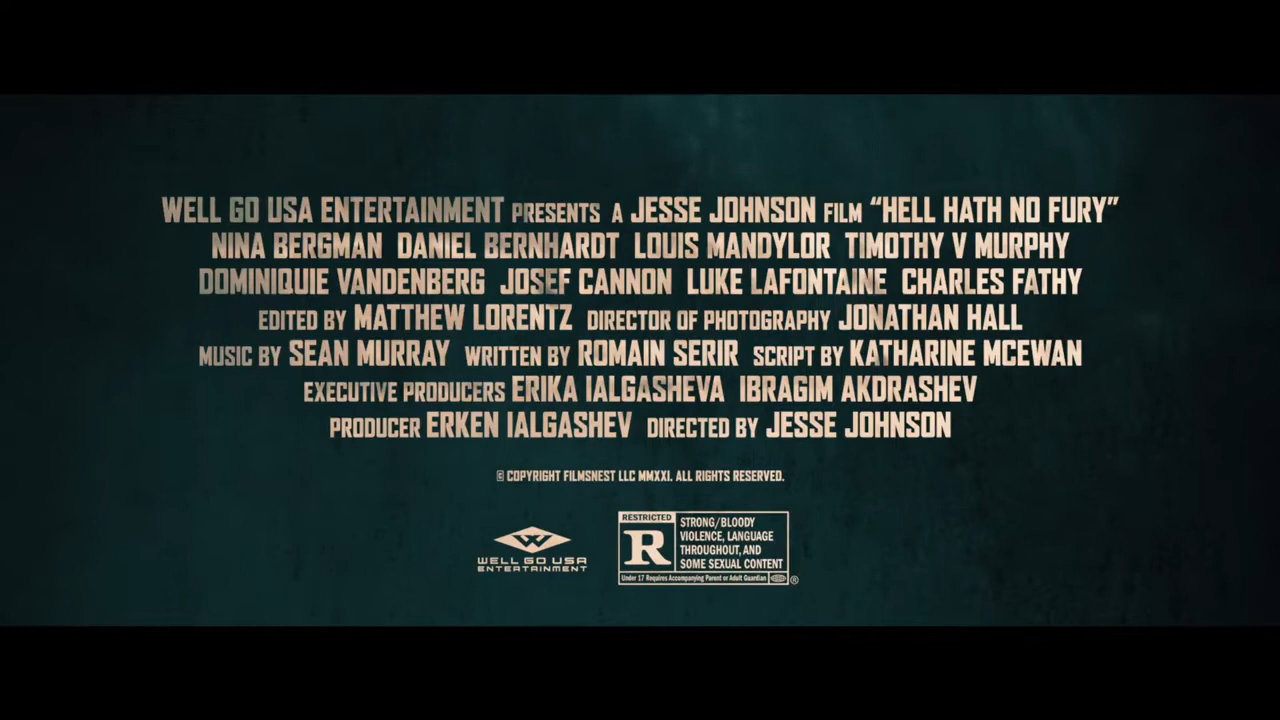 WELL GO USA ENTERTAINMENT PRESENTS A JESSE JOHNSON FILM “HELL HATH NO FURY”
NINA BERGMAN DANIEL BERNHARDT LOUIS MANDYLOR TIMOTHY V MURPHY
DOMINIQUIE VANDENBERG JOSEF CANNON LUKE LAFONTAINE CHARLES FATHY
EDITED BY MATTHEW LORENTZ DIRECTOR OF PHOTOGRAPHY JONATHAN HALL
MUSIC BY SEAN MURRAY WRITTEN BY ROMAIN SERIR SCRIPT BY KATHARINE MCEWAN
EXECUTIVE PRODUCERS ERIKA IALGASHEVA IBRAGIM AKDRASHEV
PRODUCER ERKEN IALGASHEV DIRECTED BY JESSE JOHNSON
© COPYRIGHT FILMSNEST LLC MMXXI. ALL RIGHTS RESERVED.
W
WELL GO USA
ENTERTAINMENT
RESTRICTED
R
STRONG/BLOODY
VIOLENCE, LANGUAGE
THROUGHOUT, AND
SOME SEXUAL CONTENT
Under 17 Requires Accompanying Parent or Adult Guardian
®